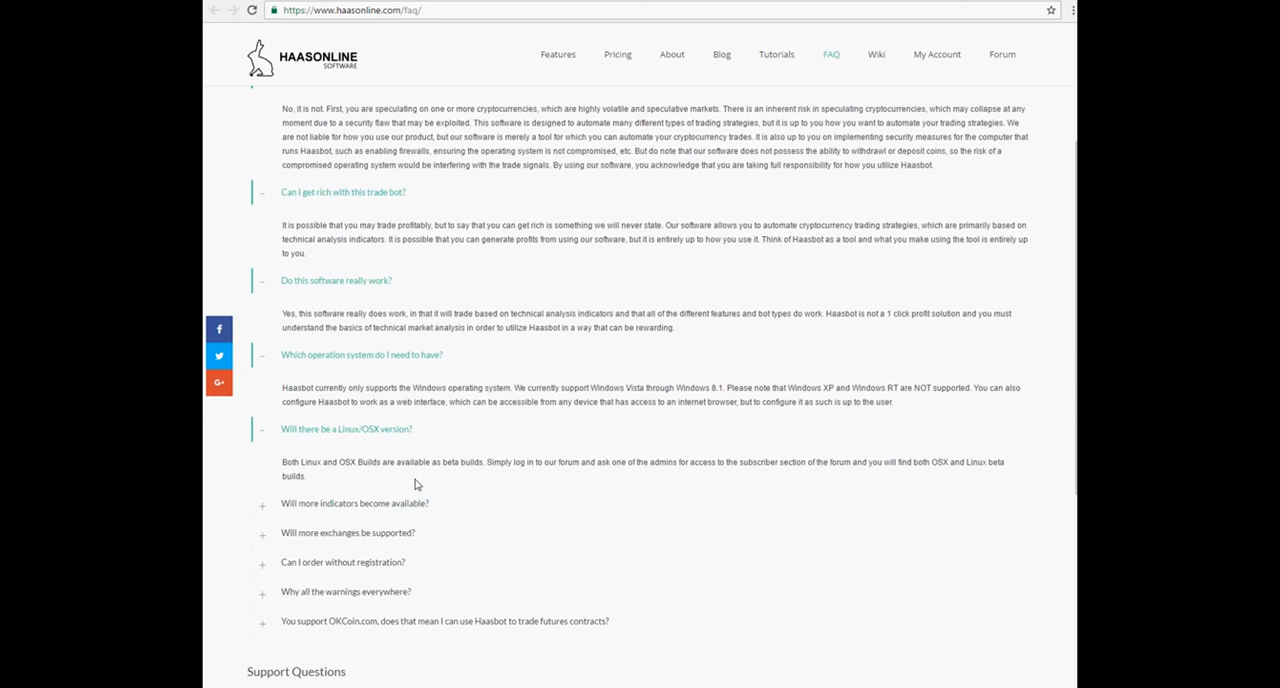 https://www.haasonline.com/faq/
HAASONLINE
SOFTWARE
Features Pricing About Blog Tutorials FAQ Wiki My Account Forum
No, it is not. First, you are speculating on one or more cryptocurrencies, which are highly volatile and speculative markets. There is an inherent risk in speculating cryptocurrencies, which may collapse at any
moment due to a security flaw that may be exploited. This software is designed to automate many different types of trading strategies, but it is up to you how you want to automate your trading strategies. We
are not liable for how you use our product, but our software is merely a tool for which you can automate your cryptocurrency trades. It is also up to you on implementing security measures for the computer that
runs Haasbot, such as enabling firewalls, ensuring the operating system is not compromised, etc. But do note that our software does not possess the ability to withdrawl or deposit coins, so the risk of a
compromised operating system would be interfering with the trade signals. By using our software, you acknowledge that you are taking full responsibility for how you utilize Haasbot.
Can I get rich with this trade bot?
It is possible that you may trade profitably, but to say that you can get rich is something we will never state. Our software allows you to automate cryptocurrency trading strategies, which are primarily based on
technical analysis indicators. It is possible that you can generate profits from using our software, but it is entirely up to how you use it. Think of Haasbot as a tool and what you make using the tool is entirely up
to you.
Do this software really work?
Yes, this software really does work, in that it will trade based on technical analysis indicators and that all of the different features and bot types do work. Haasbot is not a 1 click profit solution and you must
understand the basics of technical market analysis in order to utilize Haasbot in a way that can be rewarding.
Which operation system do I need to have?
Haasbot currently only supports the Windows operating system. We currently support Windows Vista through Windows 8.1. Please note that Windows XP and Windows RT are NOT supported. You can also
configure Haasbot to work as a web interface, which can be accessible from any device that has access to an internet browser, but to configure it as such is up to the user.
Will there be a Linux/OSX version?
Both Linux and OSX Builds are available as beta builds. Simply log in to our forum and ask one of the admins for access to the subscriber section of the forum and you will find both OSX and Linux beta
builds.
Will more indicators become available?
Will more exchanges be supported?
Can I order without registration?
Why all the warnings everywhere?
You support OKCoin.com, does that mean I can use Haasbot to trade futures contracts?
Support Questions